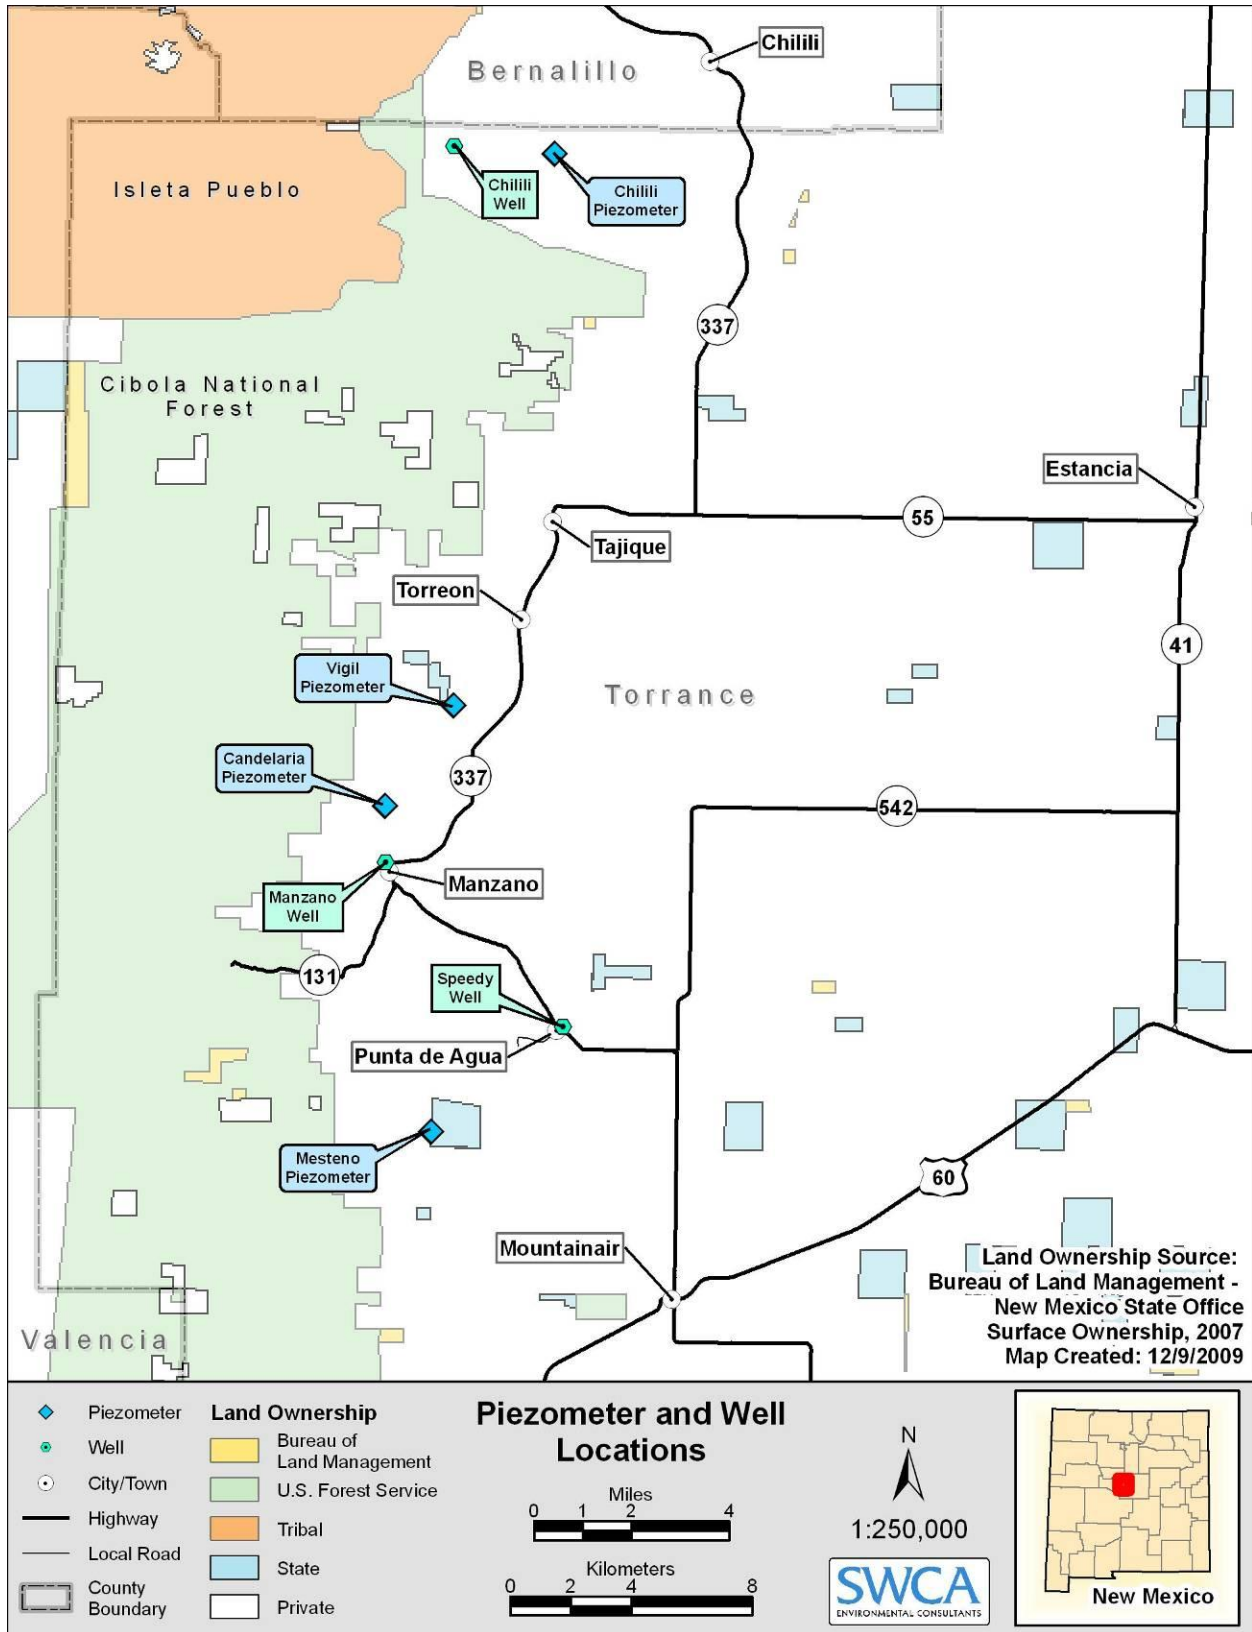 Chilili
Bernalillo
Isleta Pueblo
Chilili
Well
Chilili
Piezometer
337
Cibola National
Forest
Estancia
55
Tajique
Torreon
41
Vigil
Piezometer
Torrance
Candelaria
Piezometer
337
542
Manzano
Manzano
Well
131
Speedy
Well
Punta de Agua
Mesteno
Piezometer
60
Mountainair
Land Ownership Source:
Bureau of Land Management -
New Mexico State Office
Surface Ownership, 2007
Map Created: 12/9/2009
Valencia
Piezometer
Well
City/Town
Highway
Local Road
County
Boundary
Land Ownership
Bureau of
Land Management
U.S. Forest Service
Tribal
State
Private
Piezometer and Well
Locations
Miles
0 1 2 4
Kilometers
0 2 4 8
N
1:250,000
SWCA
ENVIRONMENTAL CONSULTANTS
New Mexico